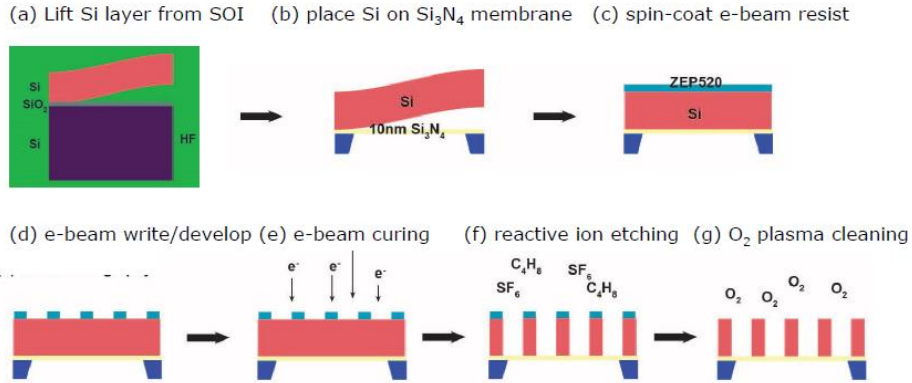 (a) Lift Si layer from SOI (b) place Si on Si₃N₄ membrane (c) spin-coat e-beam resist
Si
SiO₂
Si
HF
Si
10nm Si₃N₄
ZEP520
Si
(d) e-beam write/develop (e) e-beam curing (f) reactive ion etching (g) O₂ plasma cleaning
e⁻ e⁻ e⁻
C₄H₈ SF₆
SF₆ C₄H₈
O₂ O₂ O₂ O₂